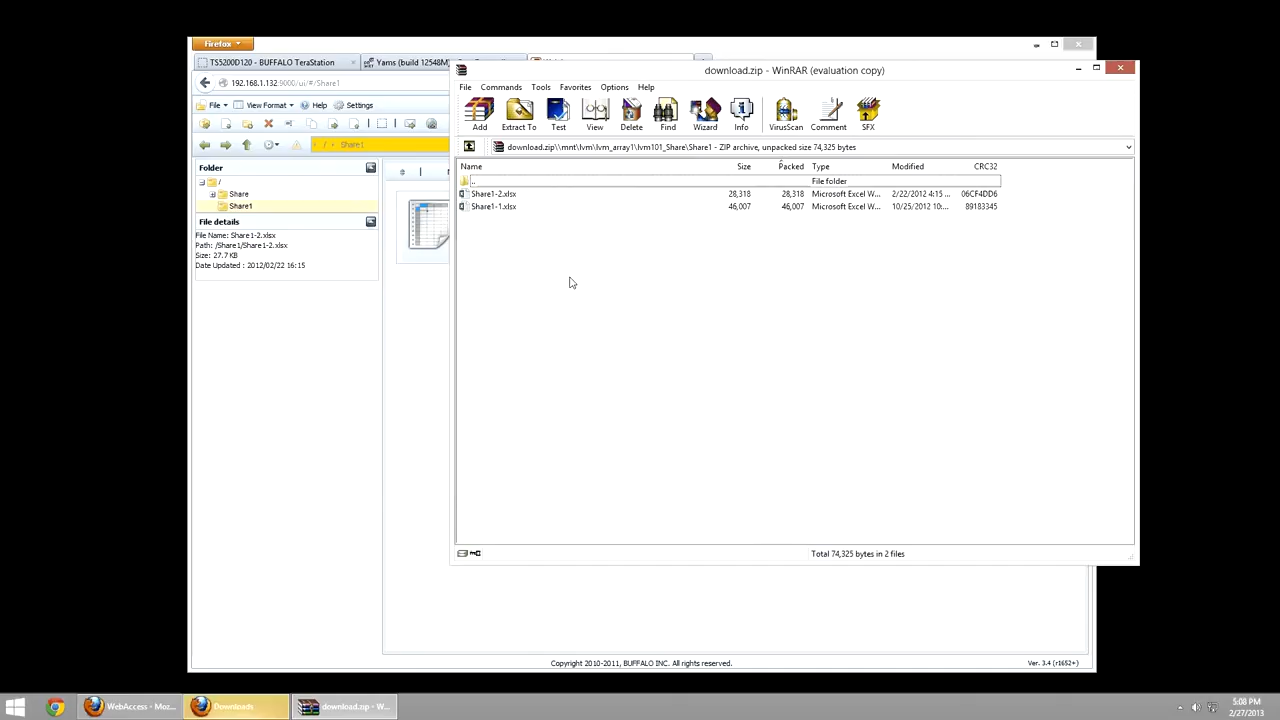 Firefox
TS5200D120 - BUFFALO TeraStation
Yarns (build 12548M)
download.zip - WinRAR (evaluation copy)
192.168.1.132:9000/ui/#/Share1
File Commands Tools Options Favorites Help
File View Format Help Settings
Add Extract To Test View Delete Find Wizard Info VirusScan Comment SFX
/ Share1
download.zip\\mnt\lvm\lvm_array1\lvm101_Share\Share1 - ZIP archive, unpacked size 74,325 bytes
Folder
Name Size Packed Type Modified CRC32
/
.. File folder
Share
Share1-2.xlsx 28,318 28,318 Microsoft Excel W... 2/22/2012 4:15 ... 06CF4DD6
Share1
Share1-1.xlsx 46,007 46,007 Microsoft Excel W... 10/25/2012 10:... 89183345
File details
File Name: Share1-2.xlsx
Path: /Share1/Share1-2.xlsx
Size: 27.7 KB
Date Updated : 2012/02/22 16:15
Total 74,325 bytes in 2 files
Copyright 2010-2011, BUFFALO INC. All rights reserved.
Ver. 3.4 (r1652+)
WebAccess - Moz...
Downloads
download.zip - W...
5:08 PM
2/27/2013